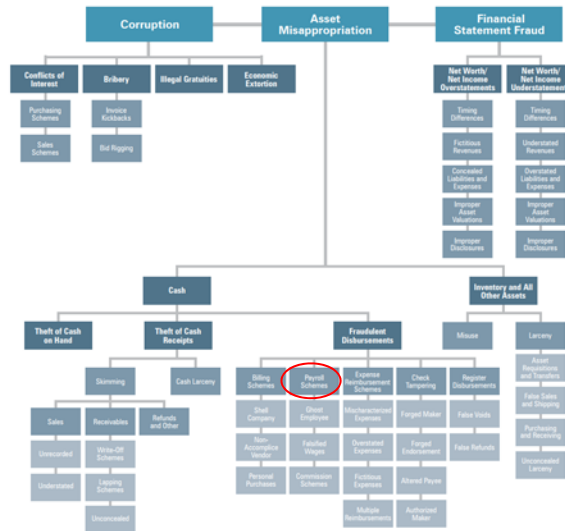 Corruption
Asset
Misappropriation
Financial
Statement Fraud
Conflicts of
Interest
Bribery
Illegal Gratuities
Economic
Extortion
Net Worth/
Net Income
Overstatements
Net Worth/
Net Income
Understatements
Purchasing
Schemes
Invoice
Kickbacks
Timing
Differences
Timing
Differences
Sales
Schemes
Bid Rigging
Fictitious
Revenues
Understated
Revenues
Concealed
Liabilities and
Expenses
Overstated
Liabilities and
Expenses
Improper
Asset
Valuations
Improper
Asset
Valuations
Improper
Disclosures
Improper
Disclosures
Cash
Inventory and All
Other Assets
Theft of Cash
on Hand
Theft of Cash
Receipts
Fraudulent
Disbursements
Misuse
Larceny
Skimming
Cash Larceny
Billing Schemes
Payroll
Schemes
Expense
Reimbursement
Schemes
Check
Tampering
Register
Disbursements
Asset
Requisitions
and Transfers
Sales
Receivables
Refunds
and Other
Shell
Company
Ghost
Employee
Mischaracterized
Expenses
Forged Maker
False Voids
False Sales
and Shipping
Unrecorded
Write-Off
Schemes
Non-
Accomplice
Vendor
Falsified
Wages
Overstated
Expenses
Forged
Endorsement
False Refunds
Purchasing
and Receiving
Understated
Lapping
Schemes
Personal
Purchases
Commission
Schemes
Fictitious
Expenses
Altered Payee
Unconcealed
Larceny
Unconcealed
Multiple
Reimbursements
Authorized
Maker